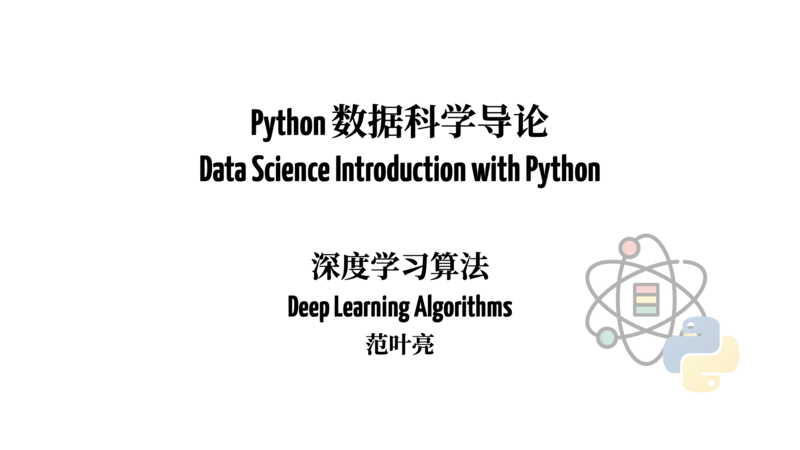 Python 数据科学导论
Data Science Introduction with Python
深度学习算法
Deep Learning Algorithms
范叶亮